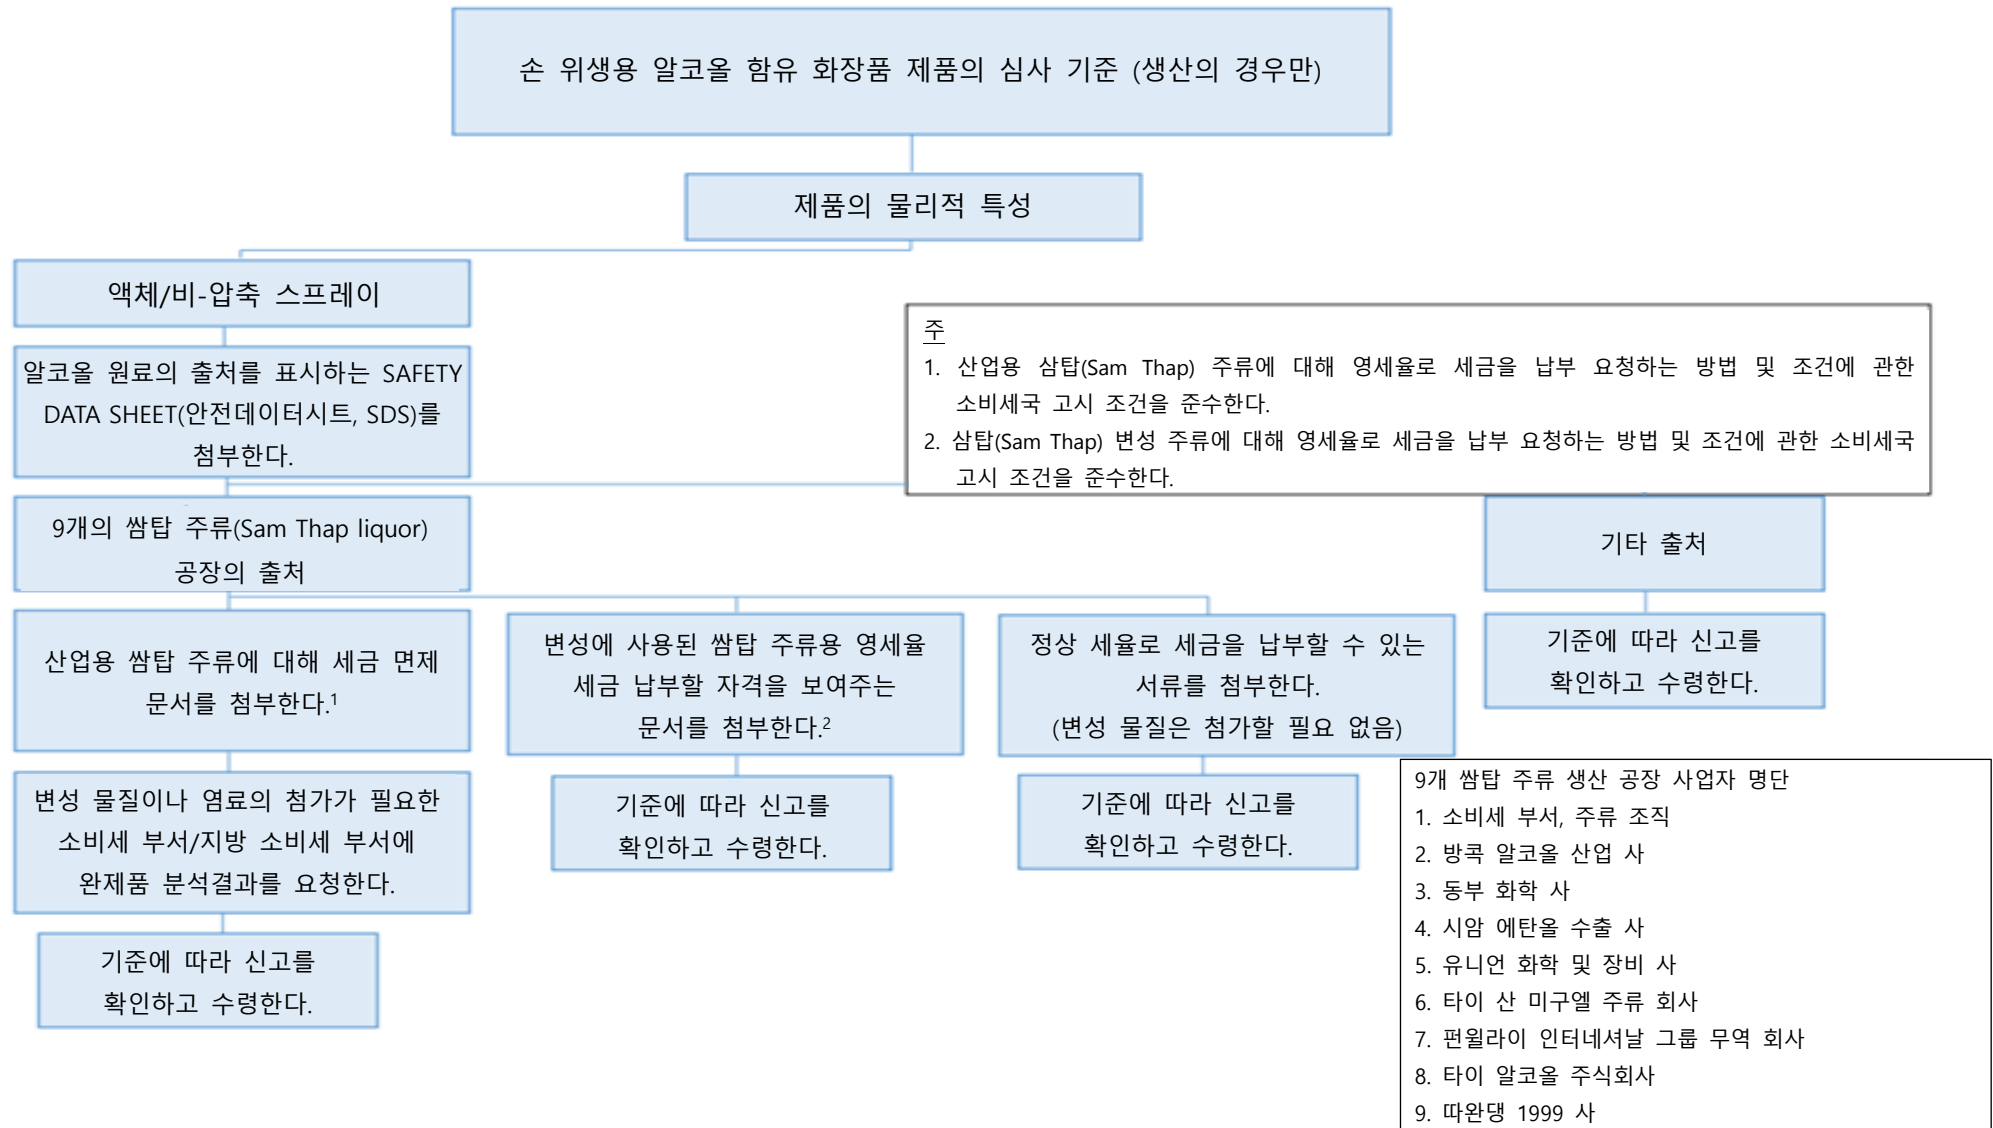 손 위생용 알코올 함유 화장품 제품의 심사 기준 (생산의 경우만)
제품의 물리적 특성
액체/비-압축 스프레이
알코올 원료의 출처를 표시하는 SAFETY
DATA SHEET(안전데이터시트, SDS)를
첨부한다.
주
1. 산업용 삼탑(Sam Thap) 주류에 대해 영세율로 세금을 납부 요청하는 방법 및 조건에 관한
소비세국 고시 조건을 준수한다.
2. 삼탑(Sam Thap) 변성 주류에 대해 영세율로 세금을 납부 요청하는 방법 및 조건에 관한 소비세국
고시 조건을 준수한다.
9개의 쌈탑 주류(Sam Thap liquor)
공장의 출처
기타 출처
산업용 쌈탑 주류에 대해 세금 면제
문서를 첨부한다.1
변성에 사용된 쌈탑 주류용 영세율
세금 납부할 자격을 보여주는
문서를 첨부한다.2
정상 세율로 세금을 납부할 수 있는
서류를 첨부한다.
(변성 물질은 첨가할 필요 없음)
기준에 따라 신고를
확인하고 수령한다.
변성 물질이나 염료의 첨가가 필요한
소비세 부서/지방 소비세 부서에
완제품 분석결과를 요청한다.
기준에 따라 신고를
확인하고 수령한다.
기준에 따라 신고를
확인하고 수령한다.
기준에 따라 신고를
확인하고 수령한다.
9개 쌈탑 주류 생산 공장 사업자 명단
1. 소비세 부서, 주류 조직
2. 방콕 알코올 산업 사
3. 동부 화학 사
4. 시암 에탄올 수출 사
5. 유니언 화학 및 장비 사
6. 타이 산 미구엘 주류 회사
7. 펀윌라이 인터네셔날 그룹 무역 회사
8. 타이 알코올 주식회사
9. 따완댕 1999 사